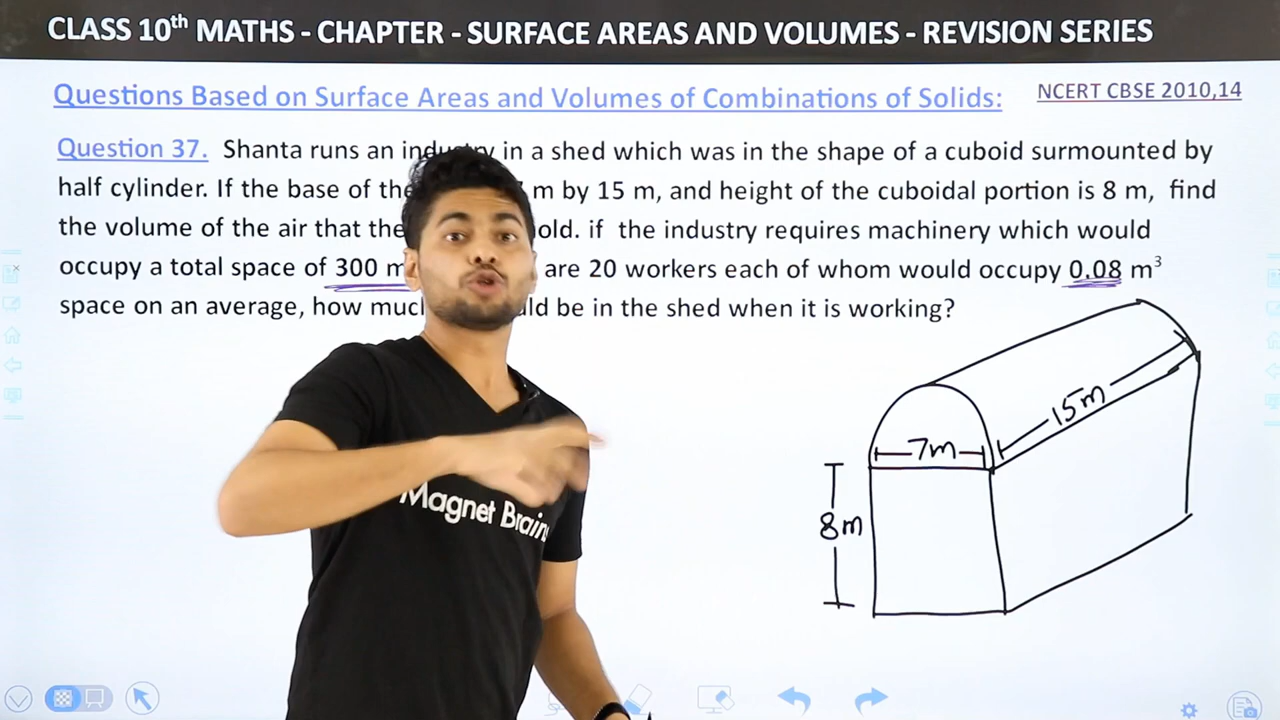 CLASS 10th MATHS - CHAPTER - SURFACE AREAS AND VOLUMES - REVISION SERIES
Questions Based on Surface Areas and Volumes of Combinations of Solids:
NCERT CBSE 2010,14
Question 37. Shanta runs an industry in a shed which was in the shape of a cuboid surmounted by
half cylinder. If the base of the m by 15 m, and height of the cuboidal portion is 8 m, find
the volume of the air that the hold. if the industry requires machinery which would
occupy a total space of 300 m are 20 workers each of whom would occupy 0.08 m³
space on an average, how much would be in the shed when it is working?
15m
7m
8m
Magnet Brains